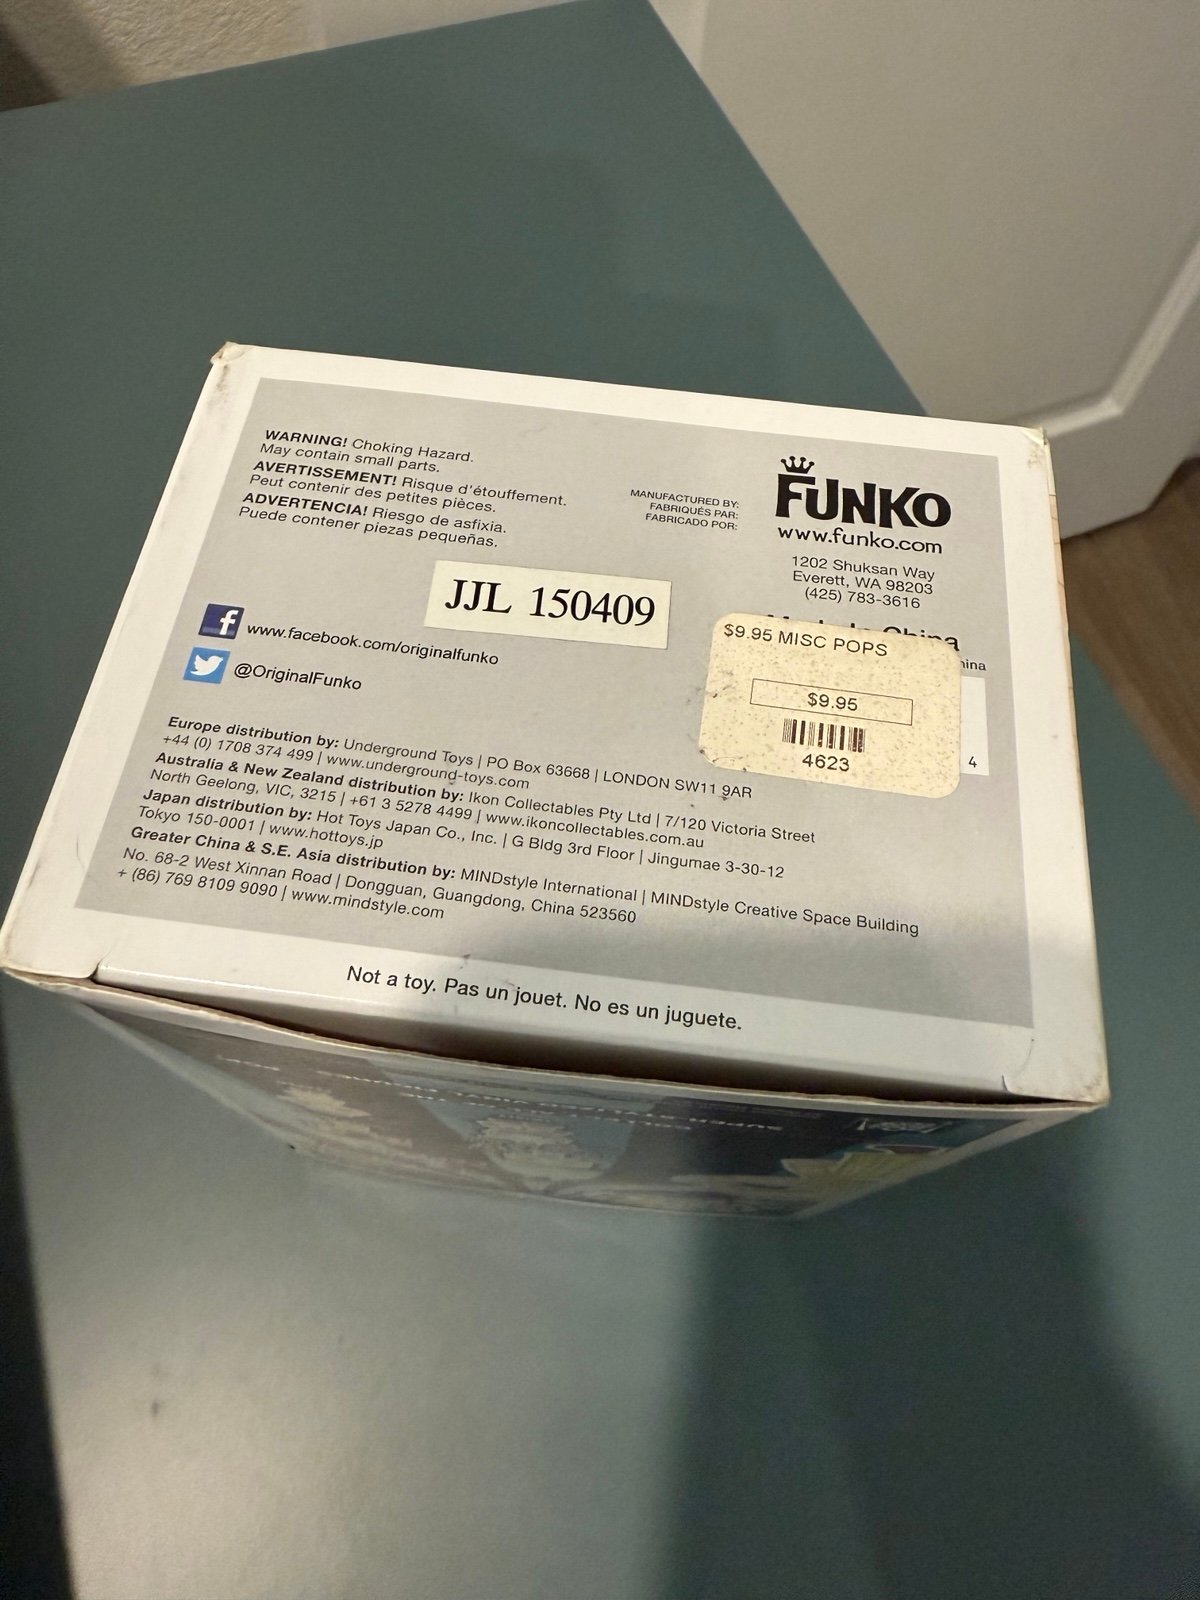 WARNING! Choking Hazard.
May contain small parts.
AVERTISSEMENT! Risque d'étouffement.
Peut contenir des petites pièces.
ADVERTENCIA! Riesgo de asfixia.
Puede contener piezas pequeñas.
MANUFACTURED BY:
FABRIQUÉS PAR:
FABRICADO POR:
FUNKO
www.funko.com
1202 Shuksan Way
Everett, WA 98203
(425) 783-3616
China
JJL 150409
f www.facebook.com/originalfunko
@OriginalFunko
$9.95 MISC POPS
$9.95
4623
4
Europe distribution by: Underground Toys | PO Box 63668 | LONDON SW11 9AR
+44 (0) 1708 374 499 | www.underground-toys.com
Australia & New Zealand distribution by: Ikon Collectables Pty Ltd | 7/120 Victoria Street
North Geelong, VIC, 3215 | +61 3 5278 4499 | www.ikoncollectables.com.au
Japan distribution by: Hot Toys Japan Co., Inc. | G Bldg 3rd Floor | Jingumae 3-30-12
Tokyo 150-0001 | www.hottoys.jp
Greater China & S.E. Asia distribution by: MINDstyle International | MINDstyle Creative Space Building
No. 68-2 West Xinnan Road | Dongguan, Guangdong, China 523560
+ (86) 769 8109 9090 | www.mindstyle.com
Not a toy. Pas un jouet. No es un juguete.